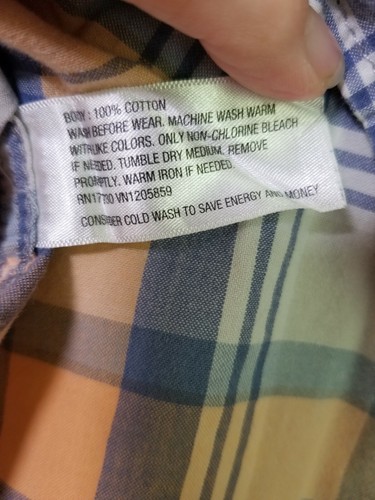 BODY: 100% COTTON
WASH BEFORE WEAR. MACHINE WASH WARM
WITH LIKE COLORS. ONLY NON-CHLORINE BLEACH
IF NEEDED. TUMBLE DRY MEDIUM. REMOVE
PROMPTLY. WARM IRON IF NEEDED.
VN1205859
CONSIDER COLD WASH TO SAVE ENERGY AND MONEY